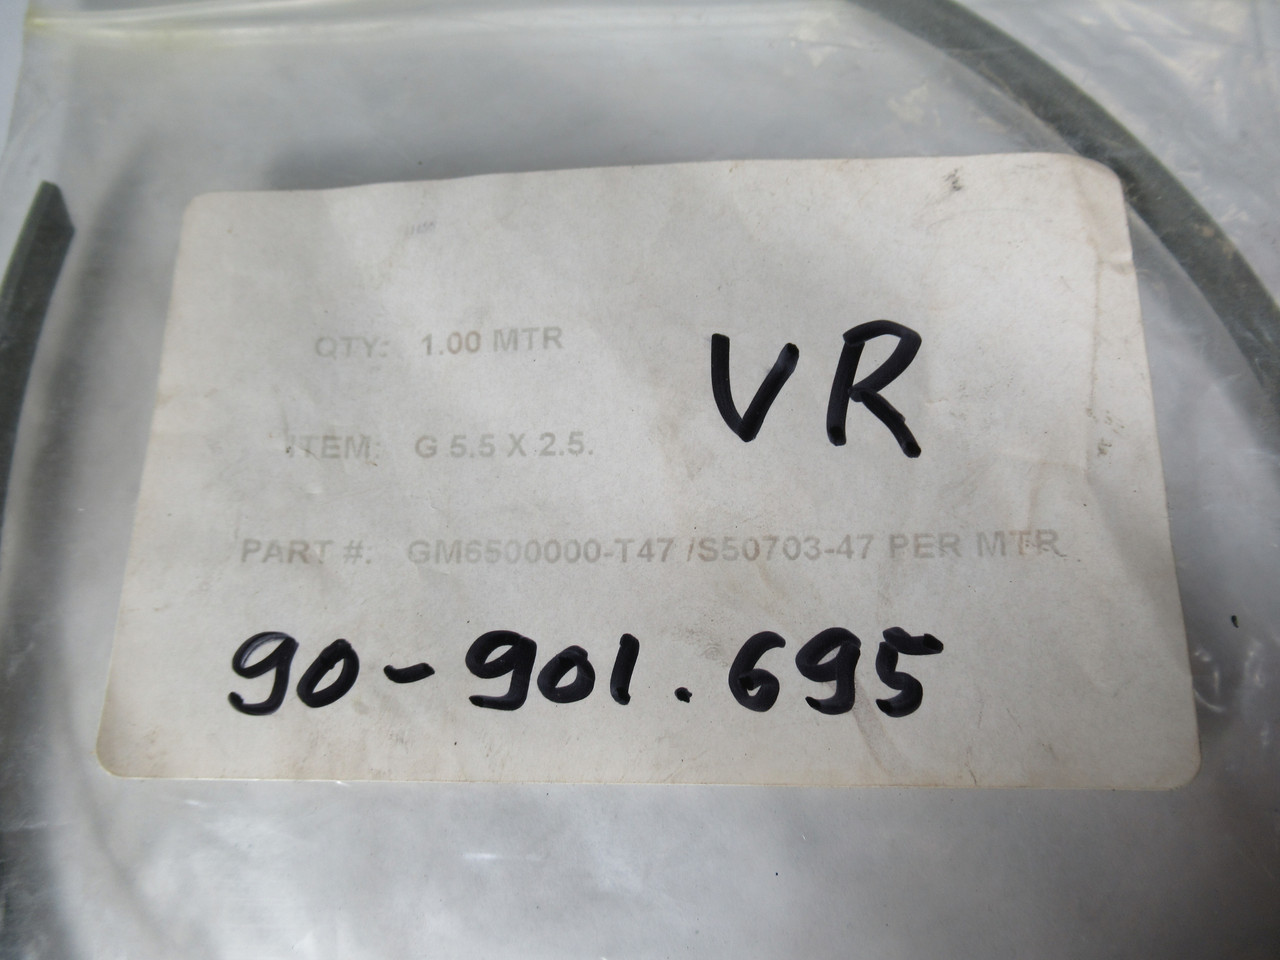 QTY: 1.00 MTR
VR
ITEM: G 5.5 X 2.5.
PART #: GM6500000-T47 /S50703-47 PER MTR
90-901.695